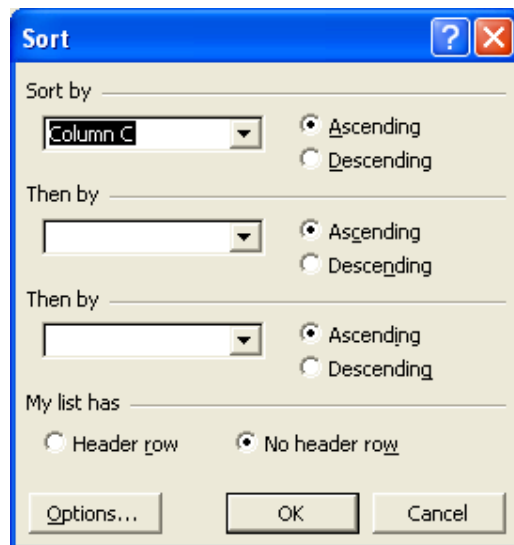 Sort
?
Sort by
Column C
Ascending
Descending
Then by
Ascending
Descending
Then by
Ascending
Descending
My list has
Header row
No header row
Options...
OK
Cancel